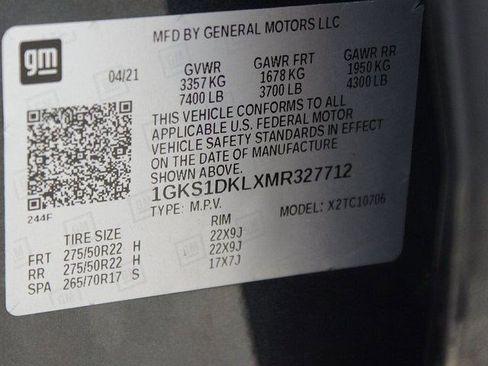 gm
MFD BY GENERAL MOTORS LLC
04/21 GVWR GAWR FRT GAWR RR
3357 KG 1678 KG 1950 KG
7400 LB 3700 LB 4300 LB
THIS VEHICLE CONFORMS TO ALL
APPLICABLE U.S. FEDERAL MOTOR
VEHICLE SAFETY STANDARDS IN EFFECT
ON THE DATE OF MANUFACTURE
SHOWN ABOVE.
1GKS1DKLXMR327712
TYPE: M.P.V. MODEL: X2TC10706
244F
TIRE SIZE RIM
FRT 275/50R22 H 22X9J
RR 275/50R22 H 22X9J
SPA 265/70R17 S 17X7J